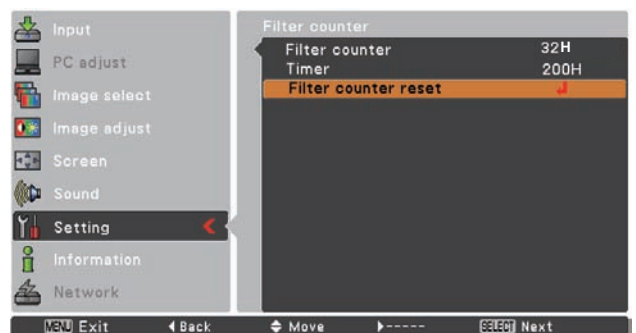 Input
PC adjust
Image select
Image adjust
Screen
Sound
Setting
Information
Network
Filter counter
Filter counter 32H
Timer 200H
Filter counter reset
MENU Exit Back Move ----- SELECT Next